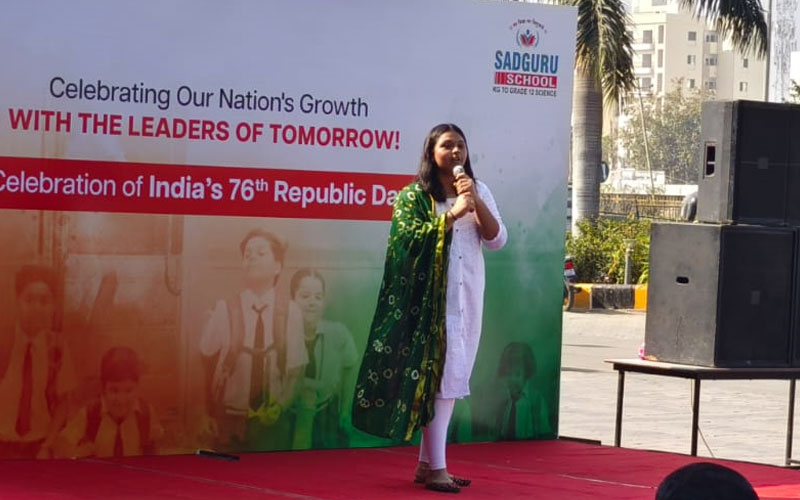 Celebrating Our Nation's Growth
WITH THE LEADERS OF TOMORROW!
Celebration of India's 76th Republic Da
SADGURU
SCHOOL
KG TO GRADE 12 SCIENCE